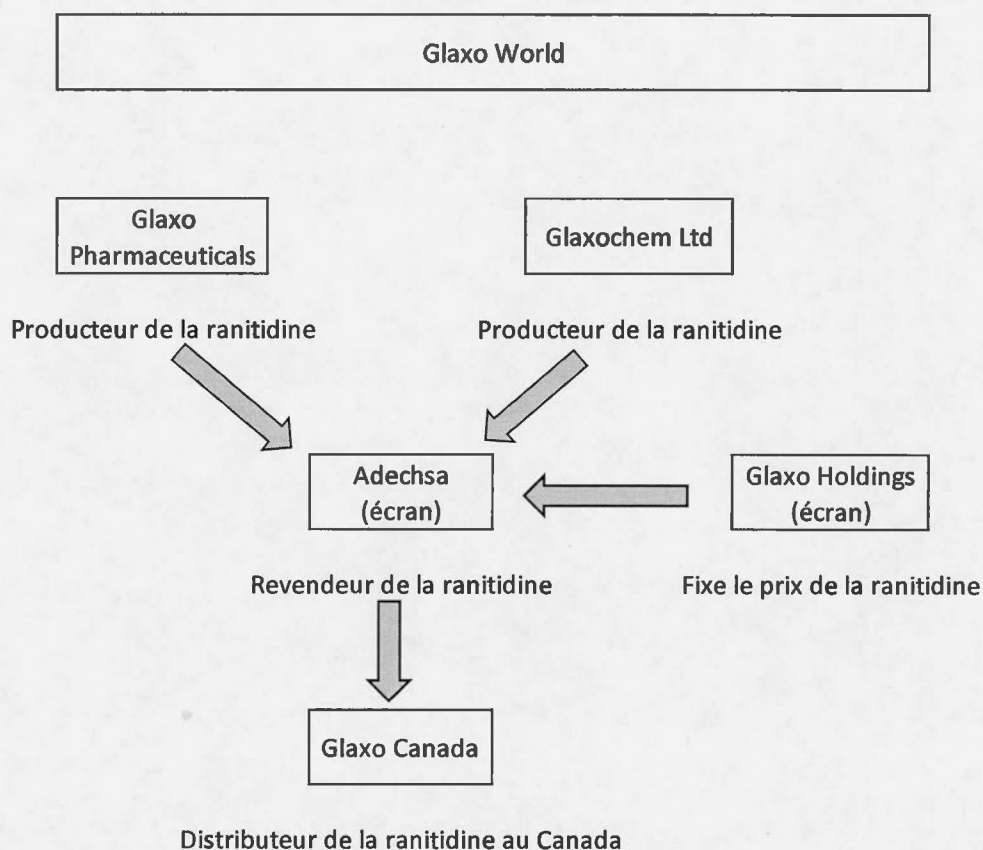 Glaxo World
Glaxo
Pharmaceuticals
Glaxochem Ltd
Producteur de la ranitidine
Producteur de la ranitidine
Adechsa
(écran)
Glaxo Holdings
(écran)
Revendeur de la ranitidine
Fixe le prix de la ranitidine
Glaxo Canada
Distributeur de la ranitidine au Canada